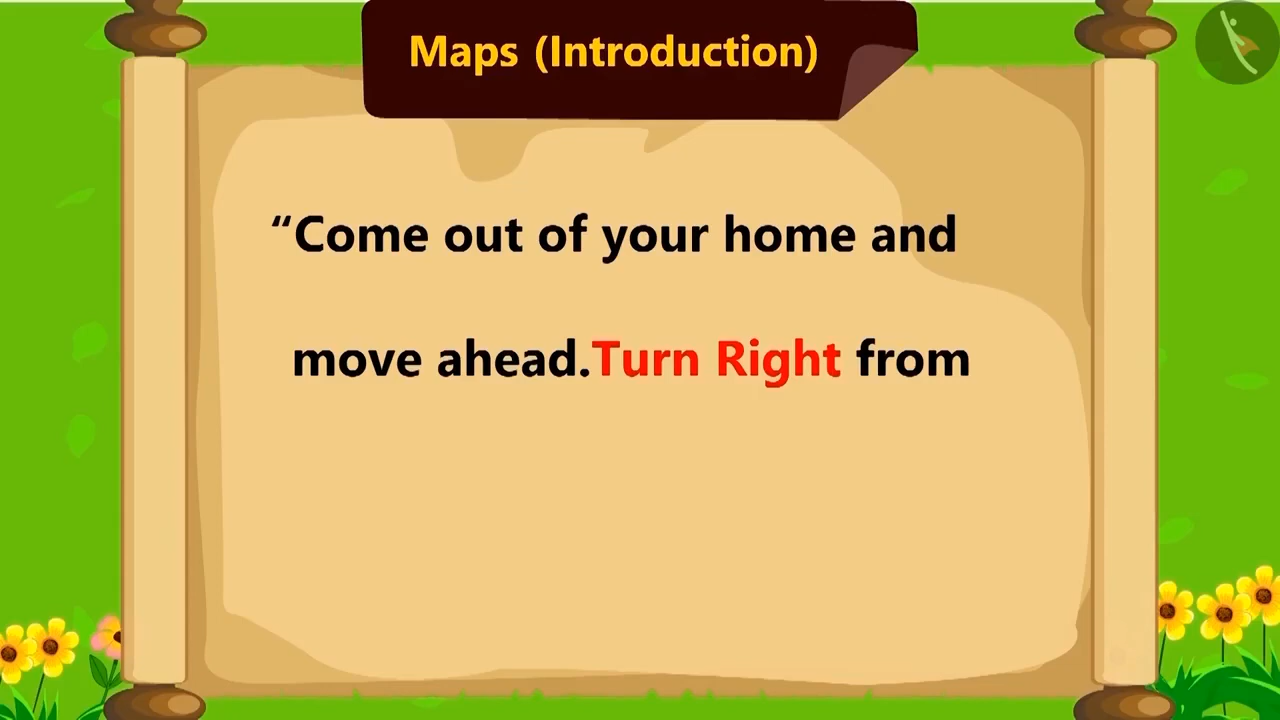 Maps (Introduction)
“Come out of your home and
move ahead.Turn Right from